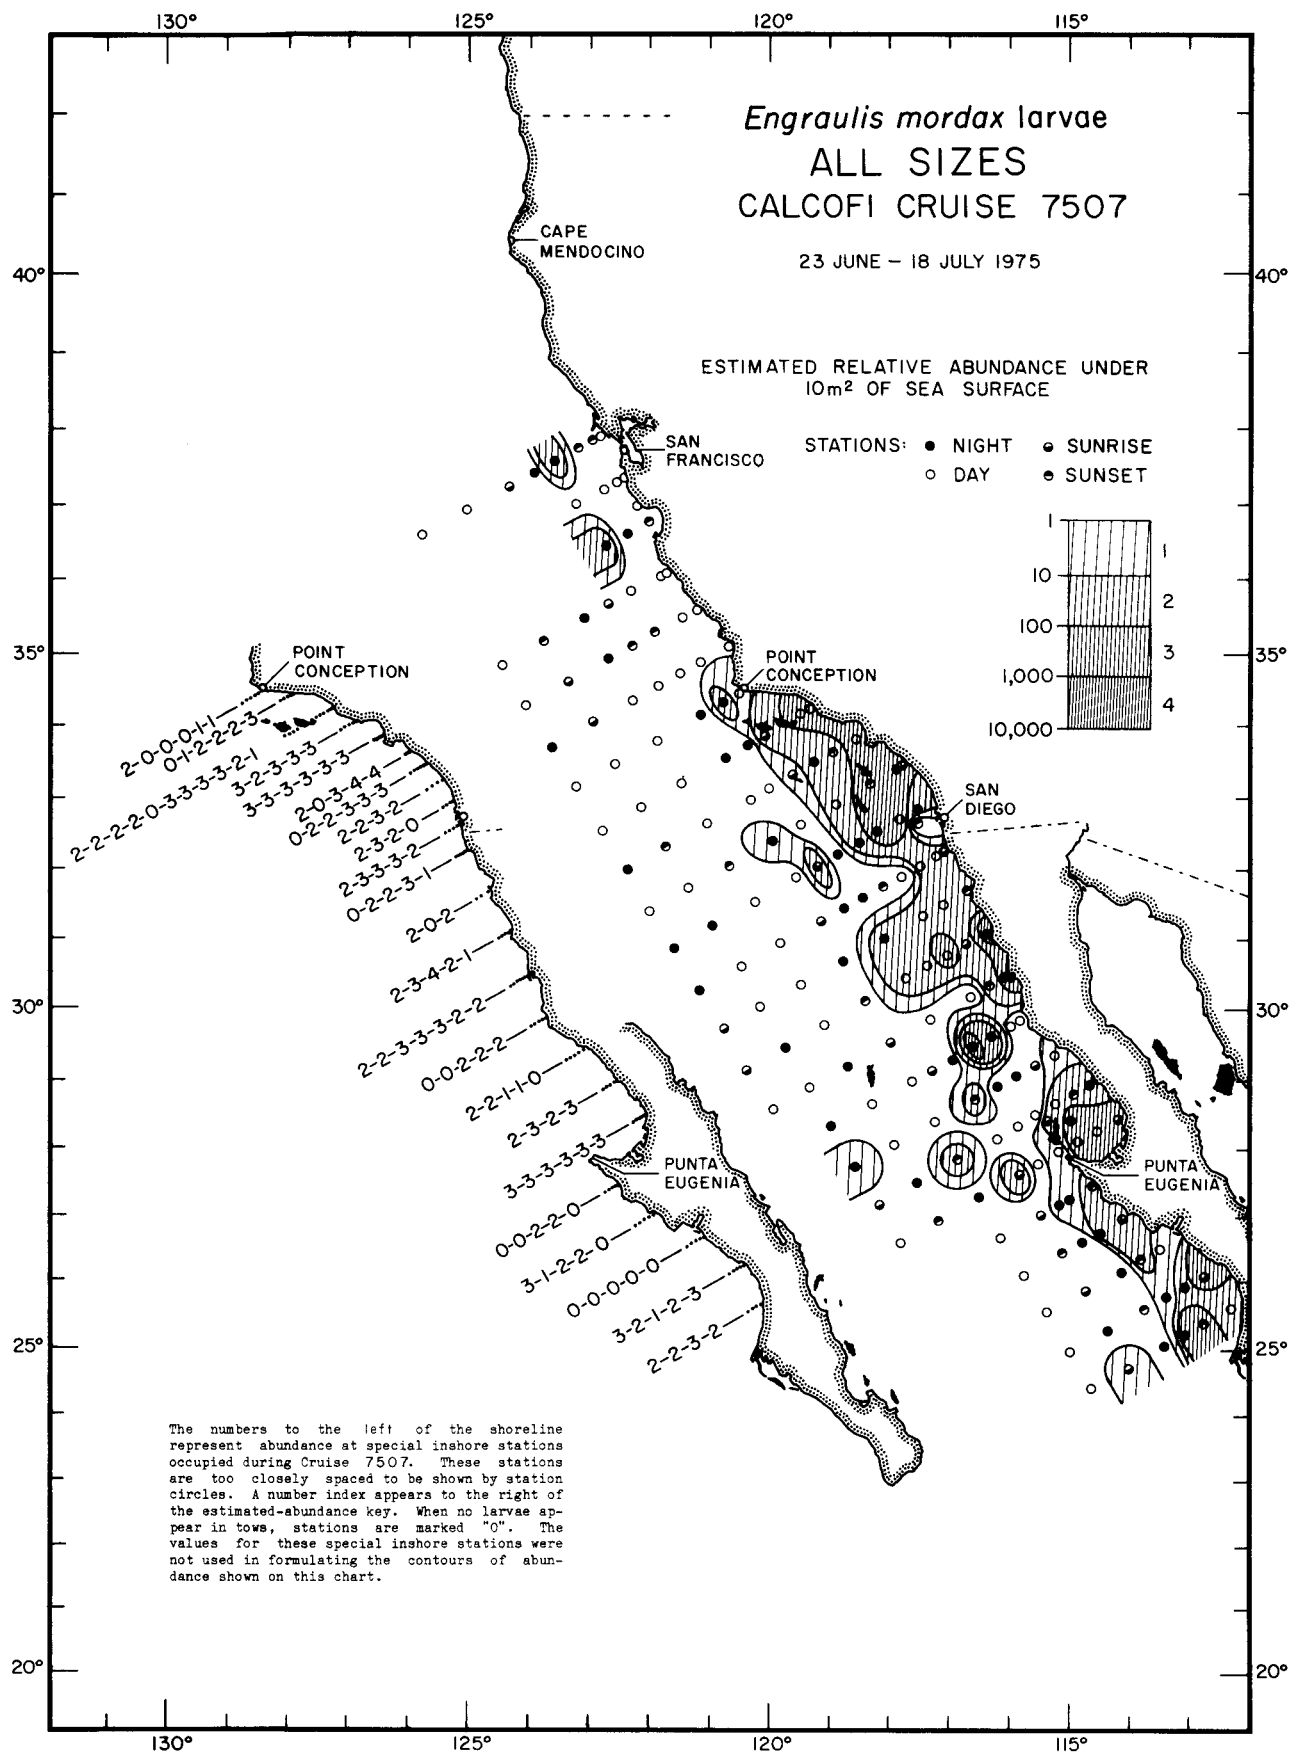 130°
125°
120°
115°
Engraulis mordax larvae
ALL SIZES
CALCOFI CRUISE 7507
23 JUNE – 18 JULY 1975
CAPE
MENDOCINO
40°
40°
ESTIMATED RELATIVE ABUNDANCE UNDER
10m² OF SEA SURFACE
STATIONS: ● NIGHT ◒ SUNRISE
○ DAY ◓ SUNSET
SAN
FRANCISCO
1
1
10
2
100
3
1,000
4
10,000
35°
35°
POINT
CONCEPTION
POINT
CONCEPTION
2-0-0-0-1-1
0-1-2-2-2-3
2-2-2-2-0-3-3-3-3-2-1
3-2-3-3-3
3-3-3-3-3-3
2-0-3-4-4
0-2-2-3-3-3
2-2-3-2
2-3-2-0
2-3-3-3-2
0-2-2-3-1
2-0-2
2-3-4-2-1
2-2-3-3-3-2-2
0-0-2-2-2
2-2-1-1-0
2-3-2-3
3-3-3-3-3-3
0-0-2-2-0
3-1-2-2-0
0-0-0-0-0
3-2-1-2-3
2-2-3-2
SAN
DIEGO
30°
30°
PUNTA
EUGENIA
PUNTA
EUGENIA
25°
25°
The numbers to the left of the shoreline
represent abundance at special inshore stations
occupied during Cruise 7507. These stations
are too closely spaced to be shown by station
circles. A number index appears to the right of
the estimated-abundance key. When no larvae ap-
pear in tows, stations are marked "0". The
values for these special inshore stations were
not used in formulating the contours of abun-
dance shown on this chart.
20°
20°
130°
125°
120°
115°